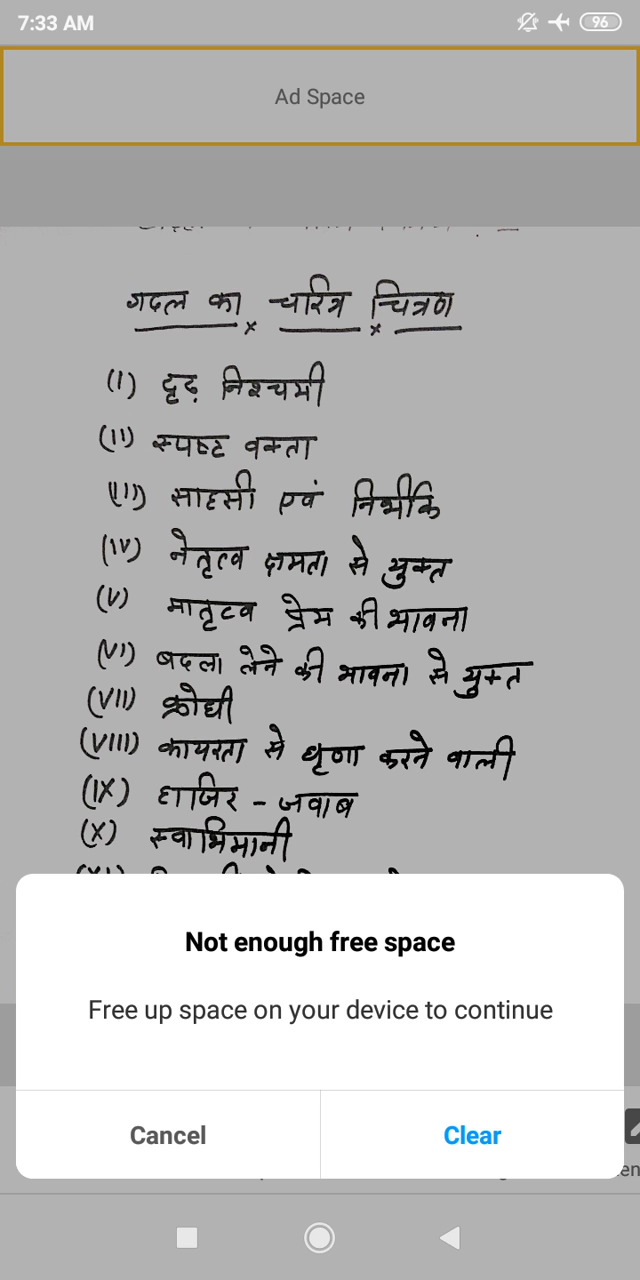 7:33 AM
96
Ad Space
गदल का चरित्र चित्रण
(I) दृढ़ निश्चयी
(II) स्पष्ट वक्ता
(III) साहसी एवं निर्भीक
(IV) नेतृत्व क्षमता से युक्त
(V) मातृत्व प्रेम की भावना
(VI) बदला लेने की भावना से युक्त
(VII) क्रोधी
(VIII) कायरता से घृणा करने वाली
(IX) हाजिर - जवाब
(X) स्वाभिमानी
Not enough free space
Free up space on your device to continue
Cancel
Clear